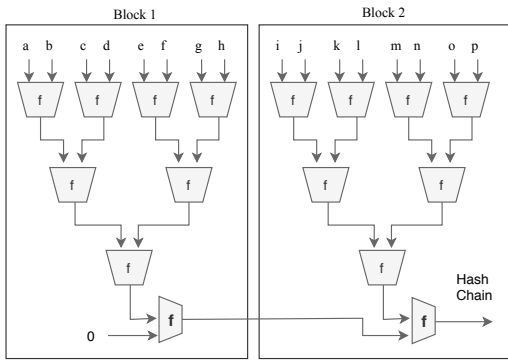 Block 1 Block 2
a b c d e f g h i j k l m n o p
f f f f f f f f
f f f f
f f
Hash
Chain
0 f f